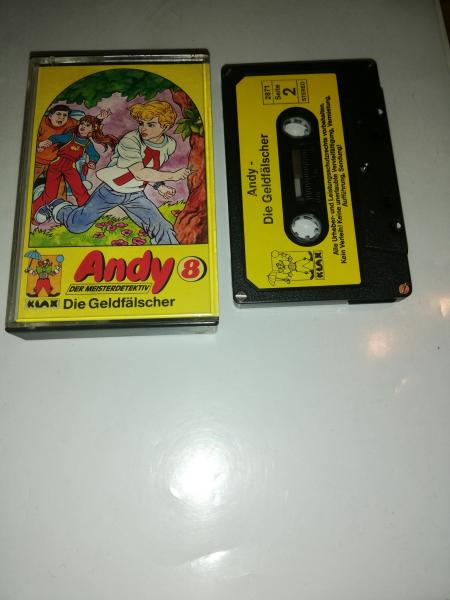 Andy 8
DER MEISTERDETEKTIV
KLAX Die Geldfälscher
2871
Seite 2
STEREO
Andy -
Die Geldfälscher
Alle Urheber- und Leistungsschutzrechte vorbehalten.
Kein Verleih! Keine unerlaubte Vervielfältigung, Vermietung,
Aufführung, Sendung!
KLAX